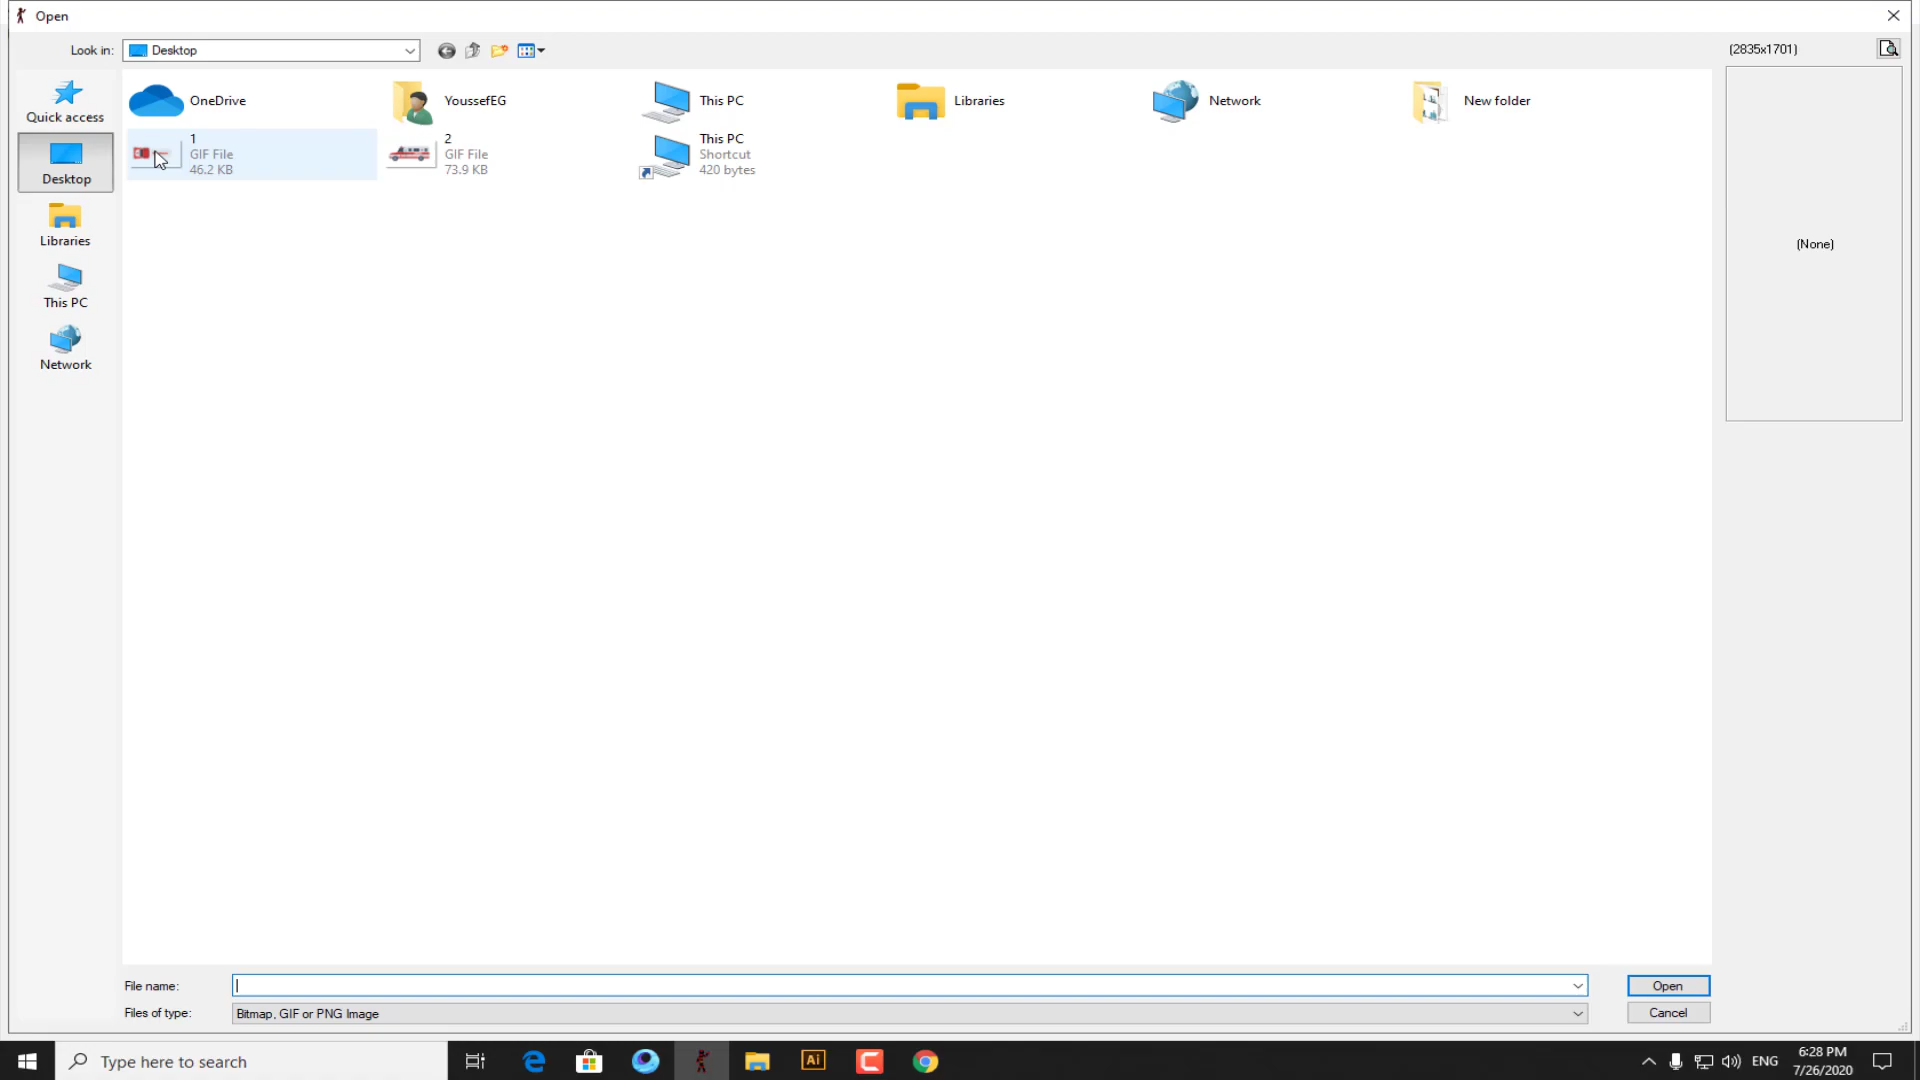 Open
Look in: Desktop (2835x1701)
Quick access
Desktop
Libraries
This PC
Network
OneDrive YoussefEG This PC Libraries Network New folder
1
GIF File
46.2 KB
2
GIF File
73.9 KB
This PC
Shortcut
420 bytes
(None)
File name: Open
Files of type: Bitmap, GIF or PNG Image Cancel
Type here to search
Ai
ENG
6:28 PM
7/26/2020